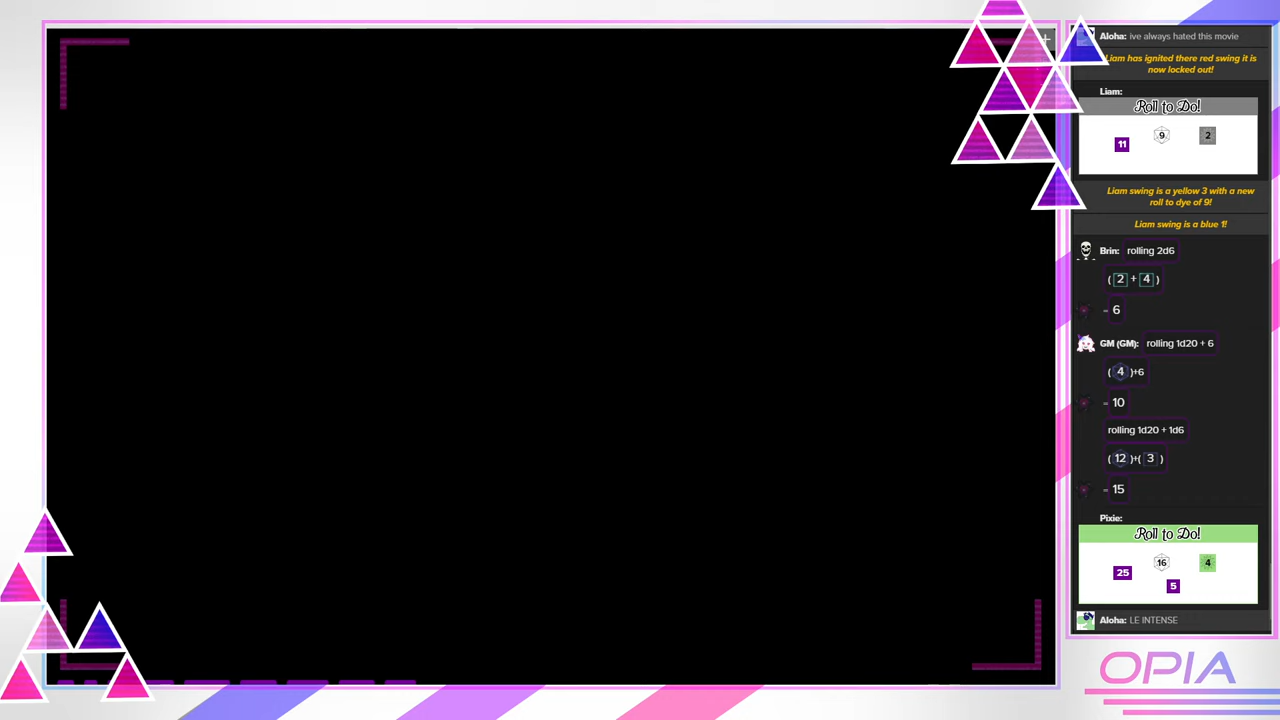 Aloha: ive always hated this movie
Liam has ignited there red swing it is
now locked out!
Liam:
Roll to Do!
11 9 2
Liam swing is a yellow 3 with a new
roll to dye of 9!
Liam swing is a blue 1!
Brin: rolling 2d6
( 2 + 4 )
= 6
GM (GM): rolling 1d20 + 6
( 4 )+6
= 10
rolling 1d20 + 1d6
( 12 )+( 3 )
= 15
Pixie:
Roll to Do!
25 16 4
5
Aloha: LE INTENSE
OPIA